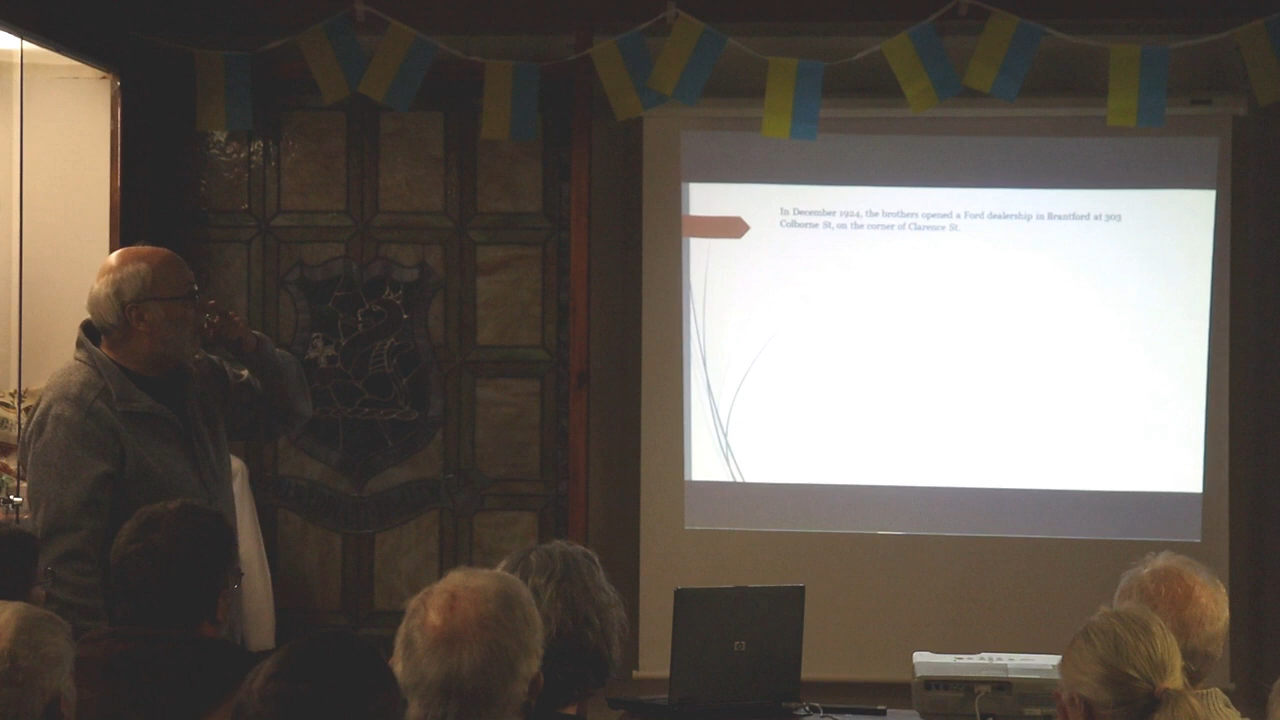 In December 1924, the brothers opened a Ford dealership in Brantford at 303
Colborne St, on the corner of Clarence St.
hp